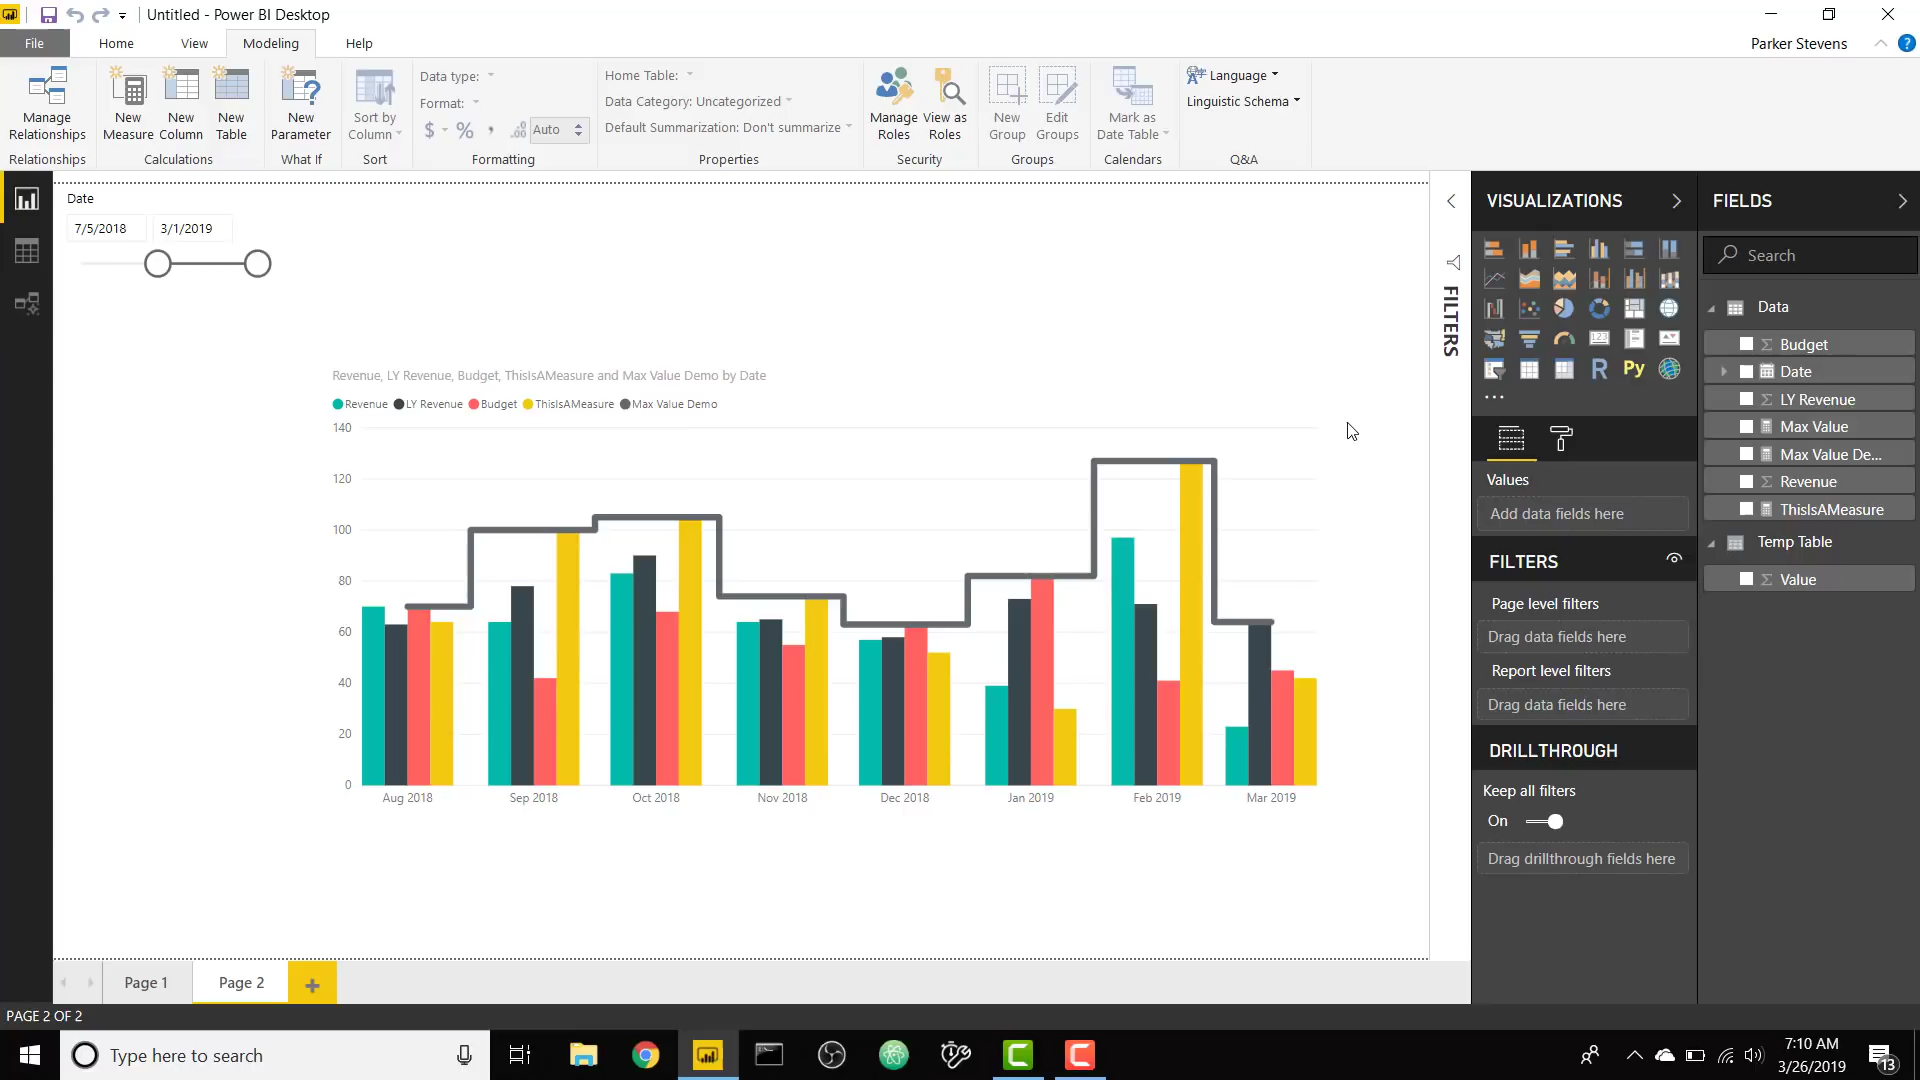 Untitled - Power BI Desktop
File
Home
View
Modeling
Help
Parker Stevens
?
Manage
Relationships
New
Measure
New
Column
New
Table
New
Parameter
Sort by
Column
Data type:
Format:
$
%
,
.00
Auto
Home Table:
Data Category: Uncategorized
Default Summarization: Don't summarize
Manage
Roles
View as
Roles
New
Group
Edit
Groups
Mark as
Date Table
Language
Linguistic Schema
Relationships
Calculations
What If
Sort
Formatting
Properties
Security
Groups
Calendars
Q&A
Date
7/5/2018
3/1/2019
Revenue, LY Revenue, Budget, ThisIsAMeasure and Max Value Demo by Date
Revenue
LY Revenue
Budget
ThisIsAMeasure
Max Value Demo
140
120
100
80
60
40
20
0
Aug 2018
Sep 2018
Oct 2018
Nov 2018
Dec 2018
Jan 2019
Feb 2019
Mar 2019
FILTERS
VISUALIZATIONS
123
R
Py
...
Values
Add data fields here
FILTERS
Page level filters
Drag data fields here
Report level filters
Drag data fields here
DRILLTHROUGH
Keep all filters
On
Drag drillthrough fields here
FIELDS
Search
Data
Budget
Date
LY Revenue
Max Value
Max Value De...
Revenue
ThisIsAMeasure
Temp Table
Value
Page 1
Page 2
+
PAGE 2 OF 2
Type here to search
7:10 AM
3/26/2019
13